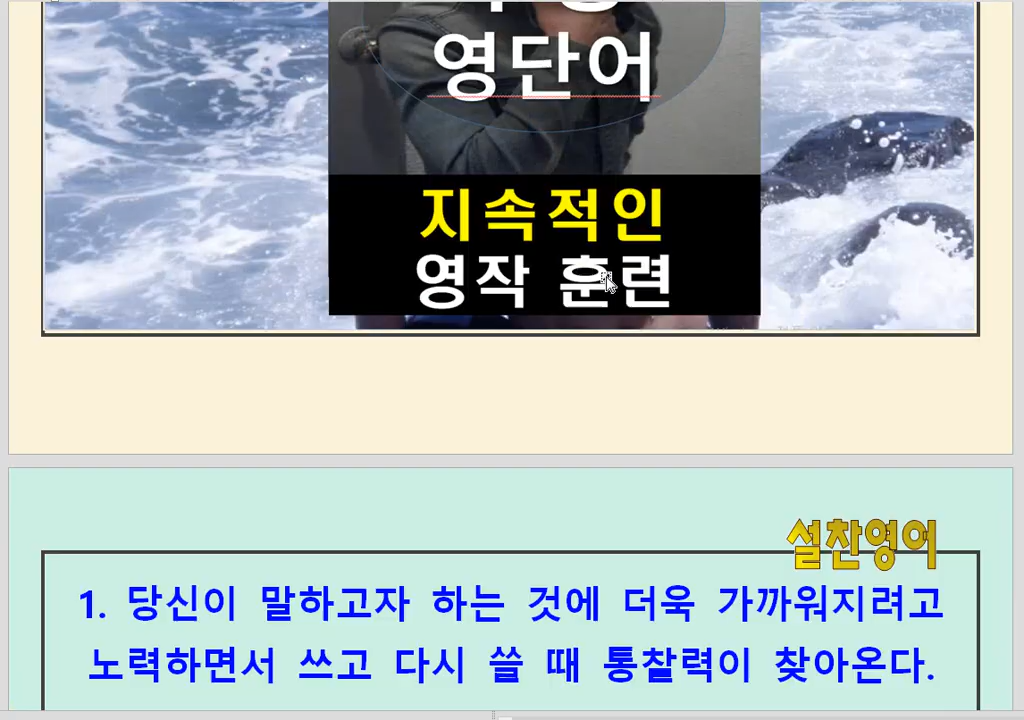 영단어
지속적인
영작 훈련
설찬영어
1. 당신이 말하고자 하는 것에 더욱 가까워지려고
노력하면서 쓰고 다시 쓸 때 통찰력이 찾아온다.